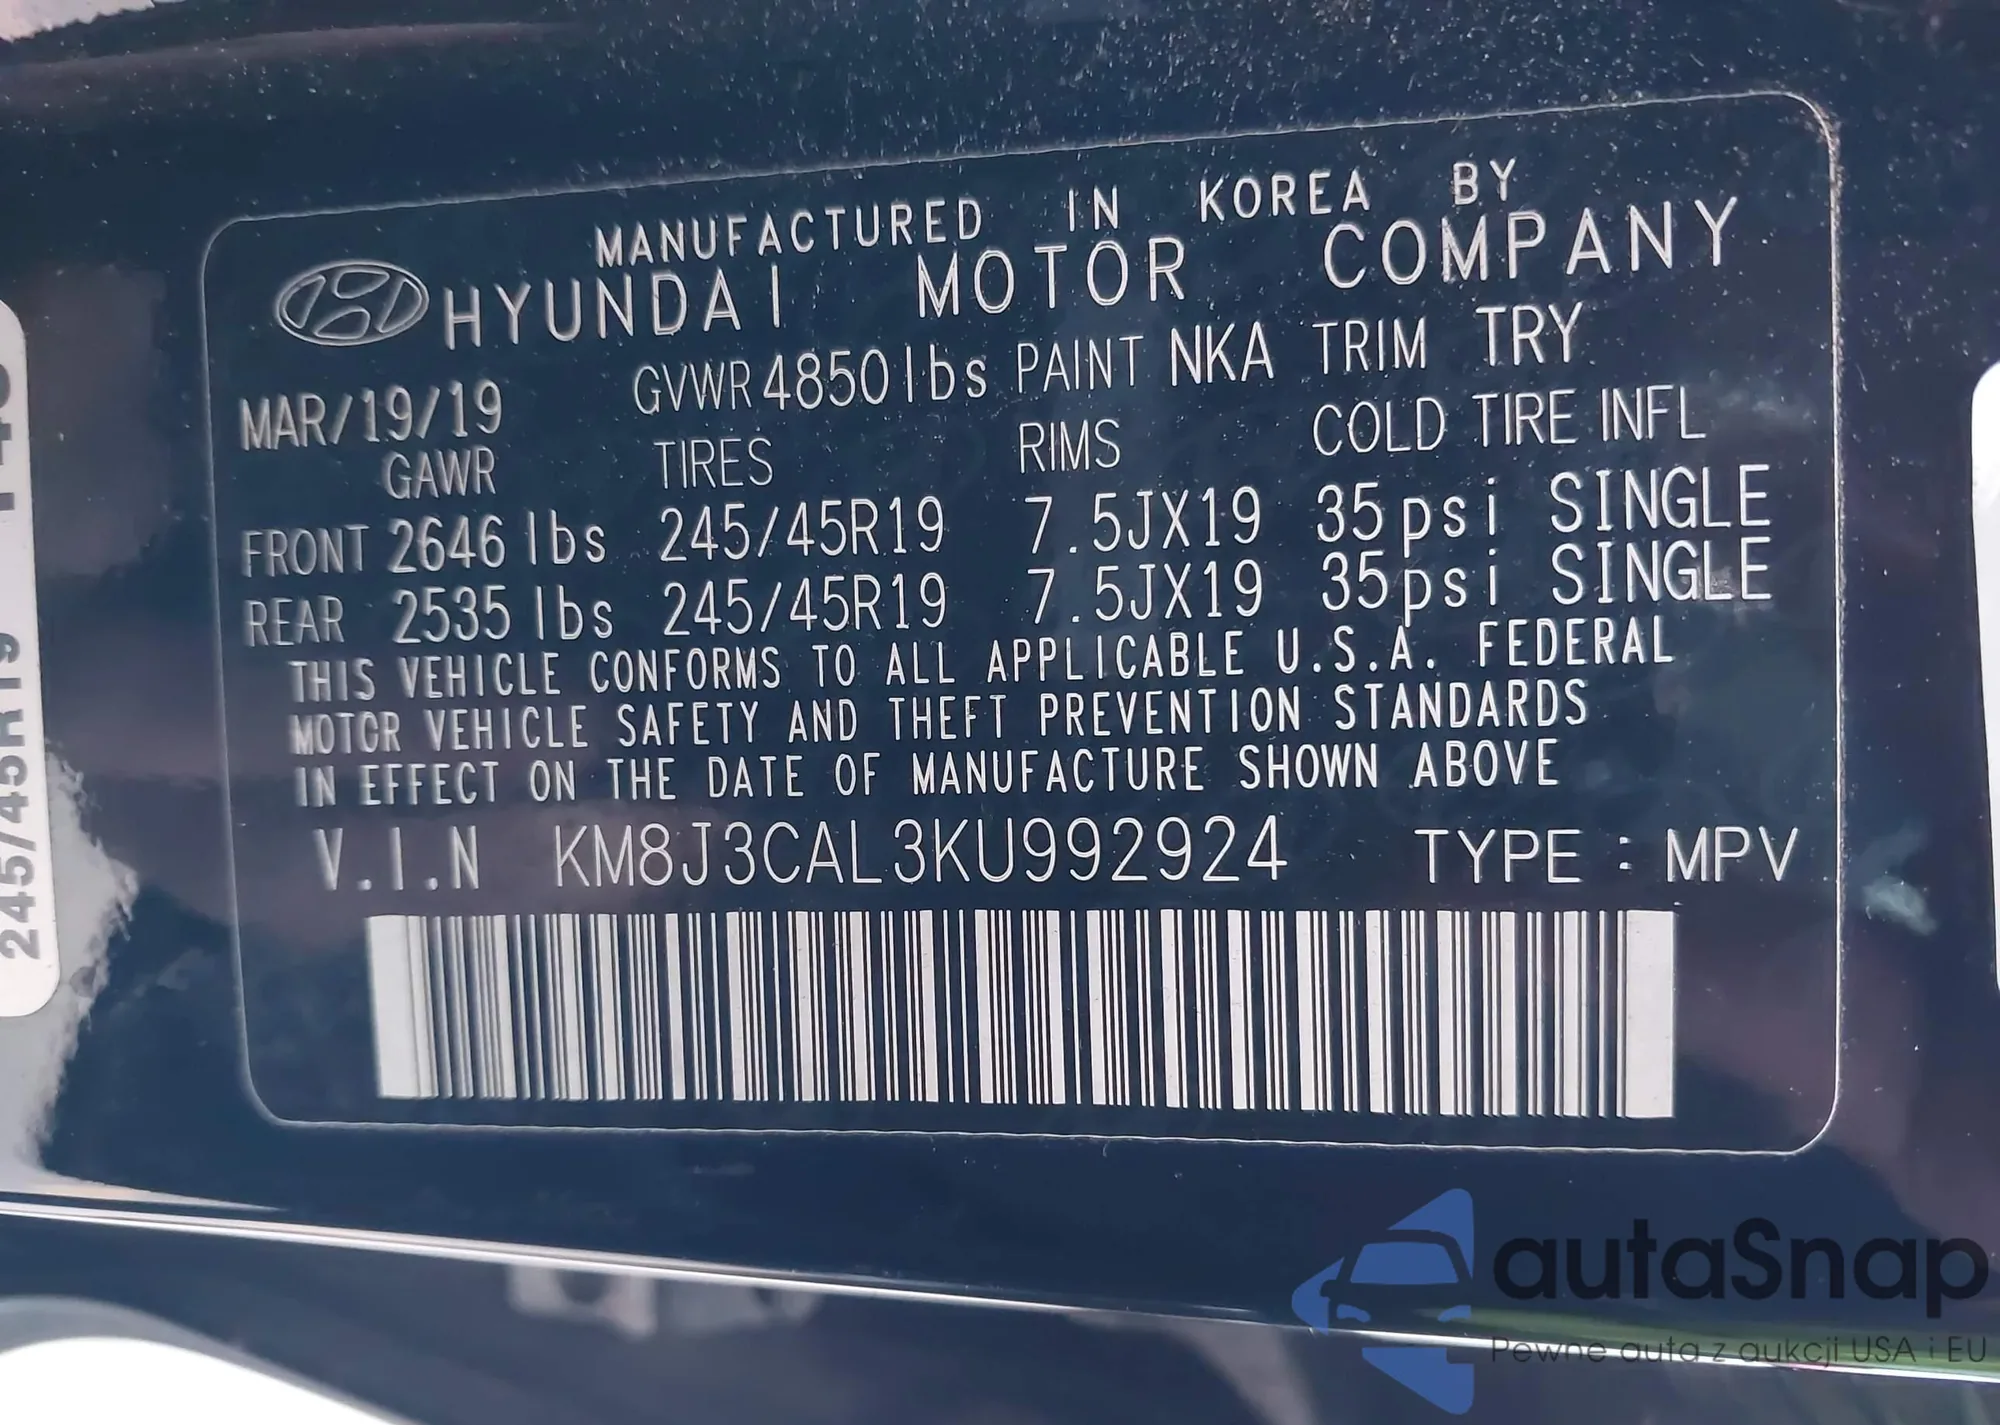 MANUFACTURED IN KOREA BY
HYUNDAI MOTOR COMPANY
MAR/19/19 GVWR 4850 lbs PAINT NKA TRIM TRY
GAWR TIRES RIMS COLD TIRE INFL
FRONT 2646 lbs 245/45R19 7.5JX19 35psi SINGLE
REAR 2535 lbs 245/45R19 7.5JX19 35psi SINGLE
THIS VEHICLE CONFORMS TO ALL APPLICABLE U.S.A. FEDERAL
MOTOR VEHICLE SAFETY AND THEFT PREVENTION STANDARDS
IN EFFECT ON THE DATE OF MANUFACTURE SHOWN ABOVE
V.I.N KM8J3CAL3KU992924 TYPE : MPV
245/45R19
autaSnap
Pewne auta z aukcji USA i EU